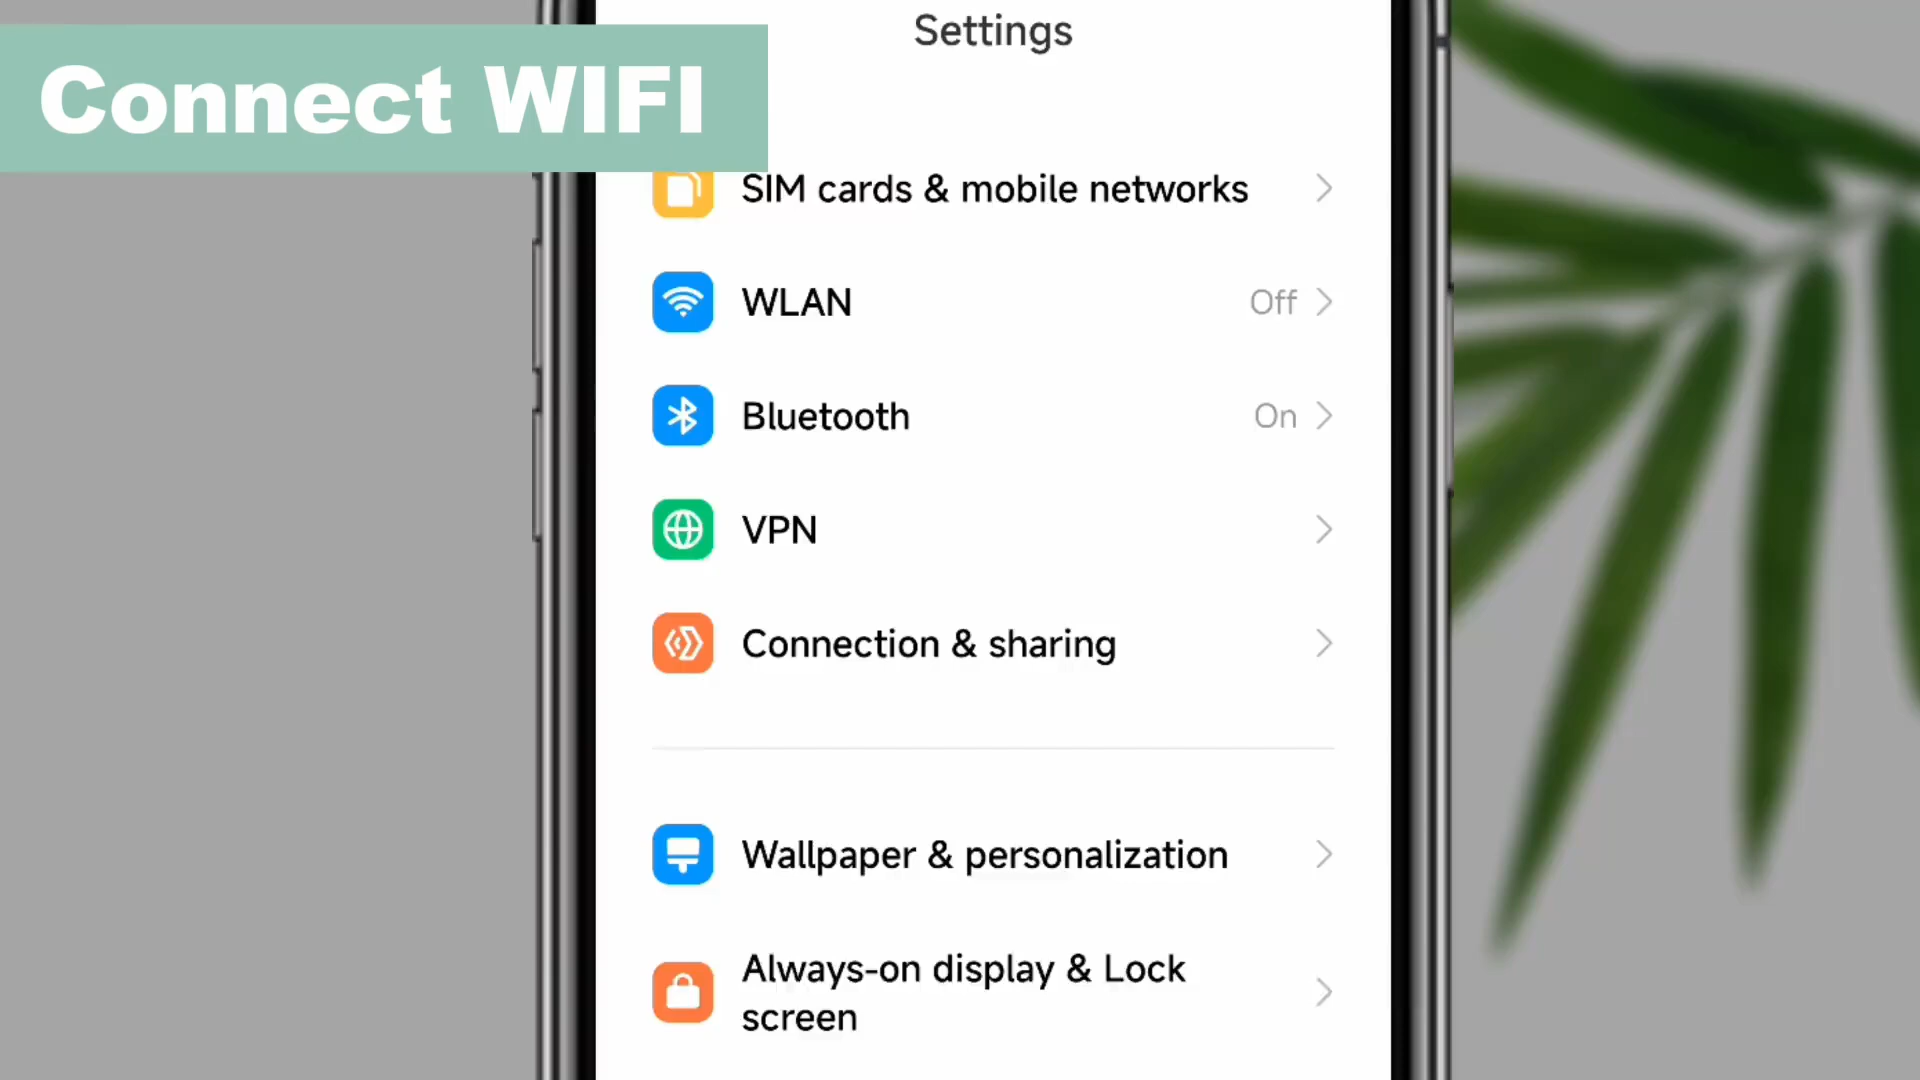 Settings
Connect WIFI
SIM cards & mobile networks
WLAN
Off
Bluetooth
On
VPN
Connection & sharing
Wallpaper & personalization
Always-on display & Lock
screen